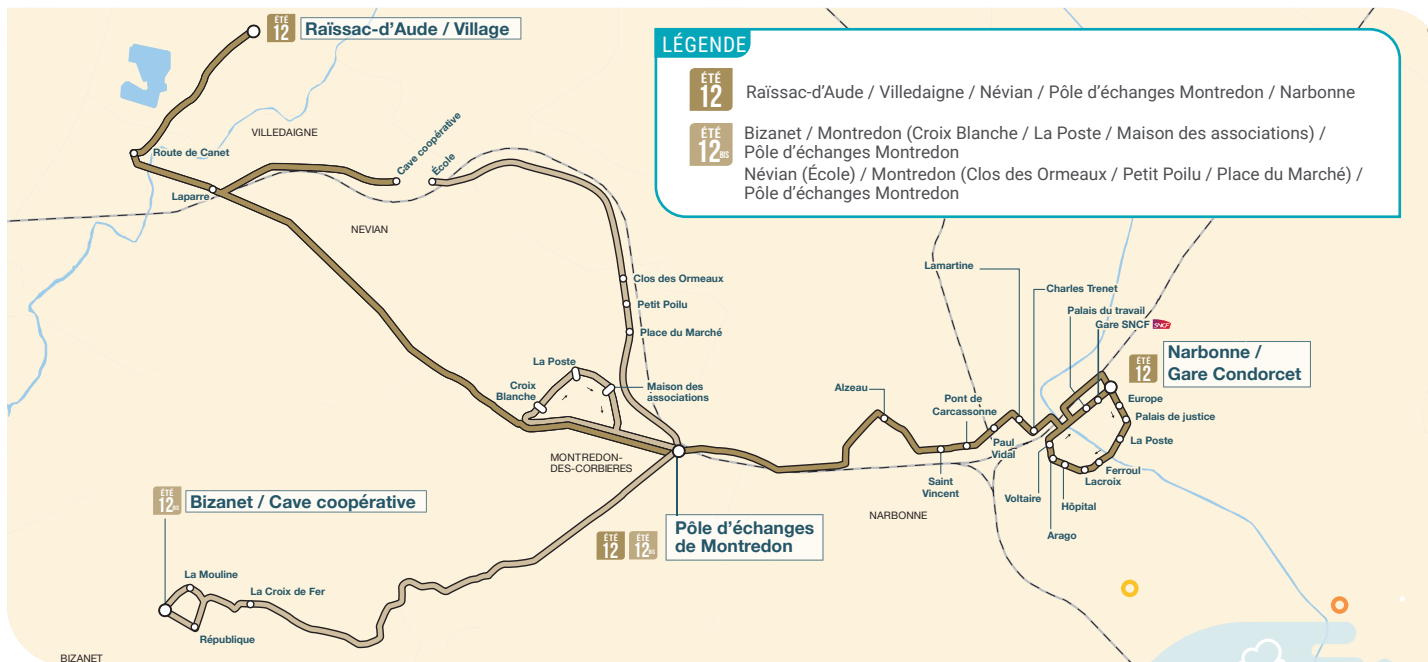 ÉTÉ
12
Raïssac-d'Aude / Village
LÉGENDE
ÉTÉ
12
Raïssac-d'Aude / Villedaigne / Névian / Pôle d'échanges Montredon / Narbonne
ÉTÉ
12BIS
Bizanet / Montredon (Croix Blanche / La Poste / Maison des associations) /
Pôle d'échanges Montredon
Névian (École) / Montredon (Clos des Ormeaux / Petit Poilu / Place du Marché) /
Pôle d'échanges Montredon
VILLEDAIGNE
Route de Canet
Cave coopérative
École
Laparre
NEVIAN
Clos des Ormeaux
Petit Poilu
Place du Marché
La Poste
Croix
Blanche
Maison des
associations
MONTREDON-
DES-CORBIERES
Lamartine
Charles Trenet
Palais du travail
Gare SNCF
SNCF
ÉTÉ
12
Narbonne /
Gare Condorcet
Alzeau
Pont de
Carcassonne
Europe
Palais de justice
La Poste
Paul
Vidal
Ferroul
Lacroix
Saint
Vincent
Voltaire
Hôpital
Arago
NARBONNE
ÉTÉ
12BIS
Bizanet / Cave coopérative
ÉTÉ
12
ÉTÉ
12BIS
Pôle d'échanges
de Montredon
La Mouline
La Croix de Fer
République
BIZANET